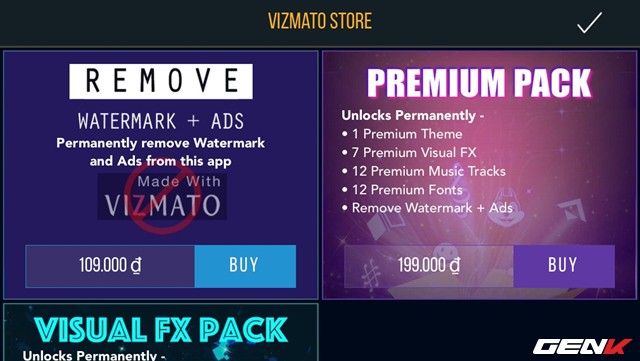 VIZMATO STORE
REMOVE
WATERMARK + ADS
Permanently remove Watermark
and Ads from this app
Made With
VIZMATO
109.000 ₫
BUY
PREMIUM PACK
Unlocks Permanently -
• 1 Premium Theme
• 7 Premium Visual FX
• 12 Premium Music Tracks
• 12 Premium Fonts
• Remove Watermark + Ads
199.000 ₫
BUY
VISUAL FX PACK
Unlocks Permanently -
GENK